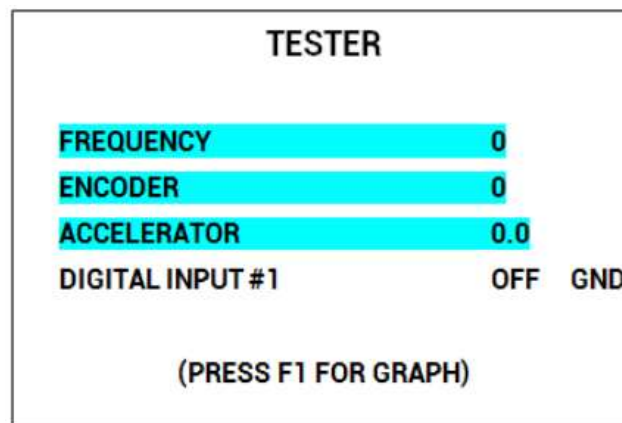 TESTER
FREQUENCY 0
ENCODER 0
ACCELERATOR 0.0
DIGITAL INPUT #1 OFF GND
(PRESS F1 FOR GRAPH)